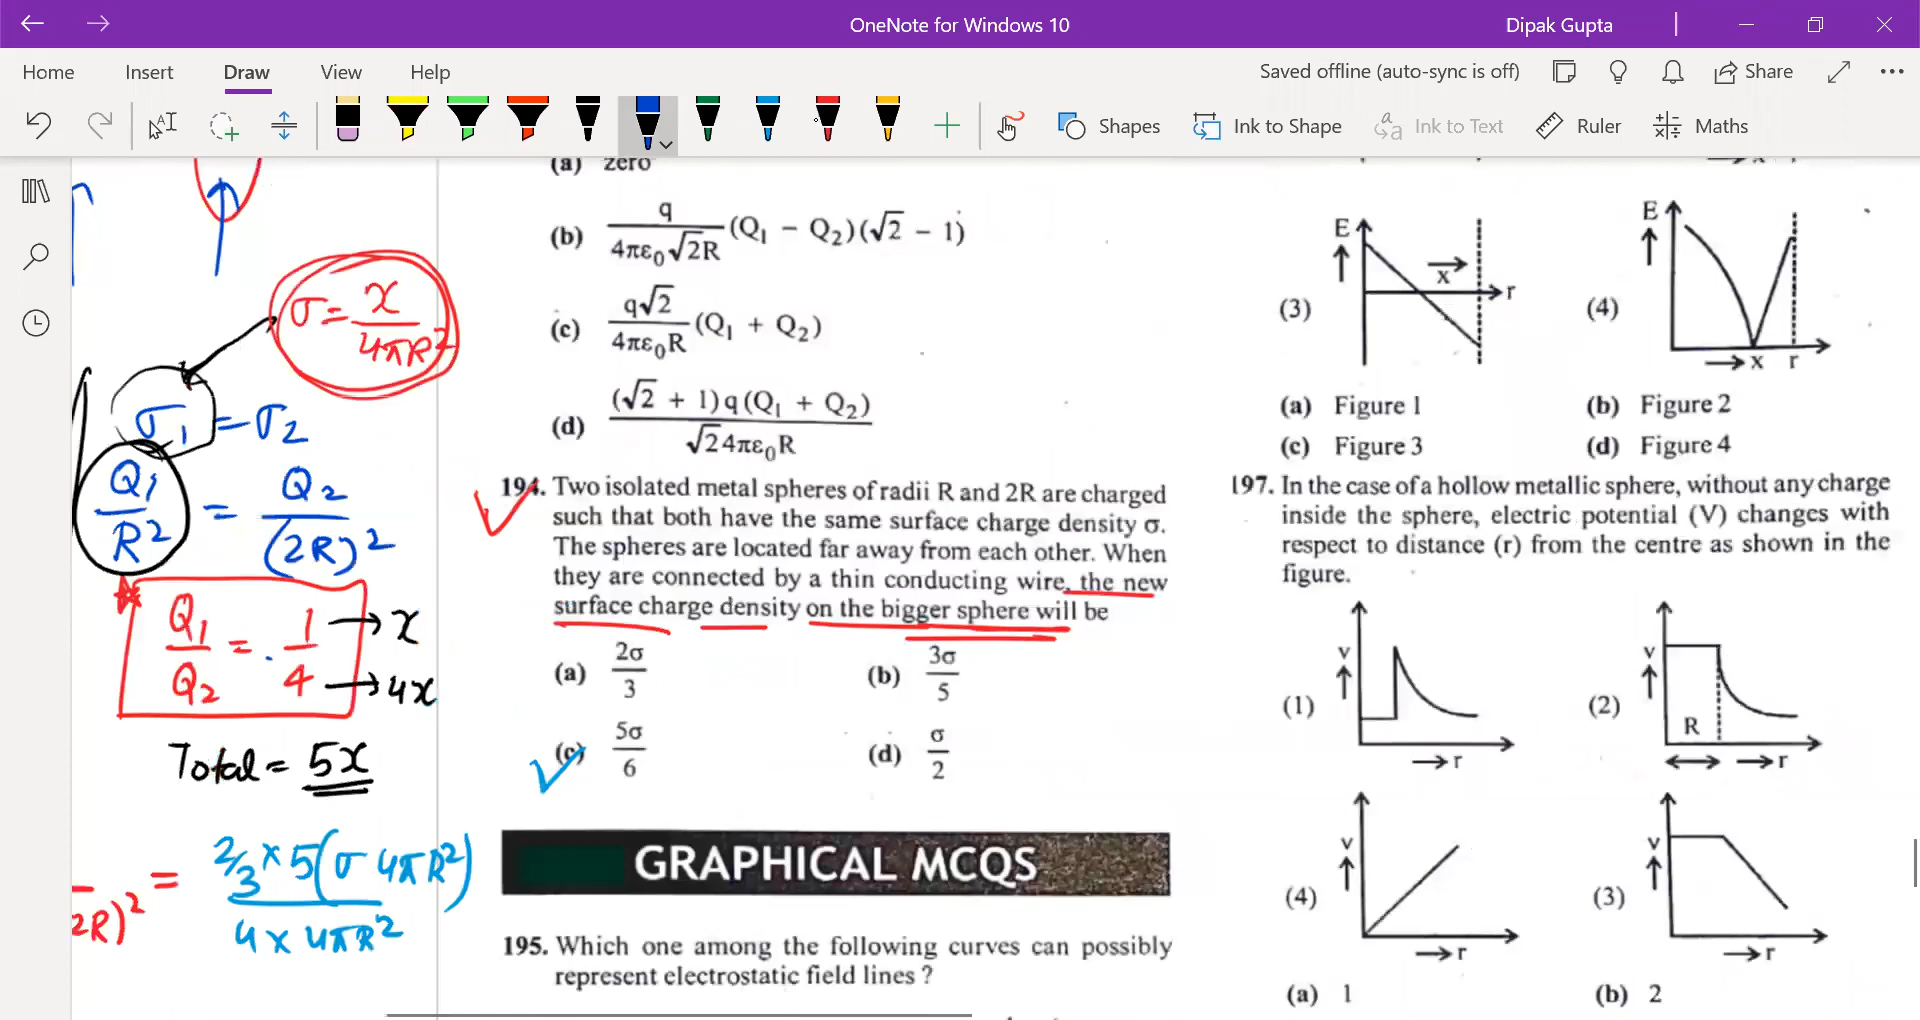 OneNote for Windows 10
Dipak Gupta
Home Insert Draw View Help
Saved offline (auto-sync is off) Share
Shapes Ink to Shape Ink to Text Ruler Maths
σ = x / 4πR²
σ₁ = σ₂
Q₁ / R² = Q₂ / (2R)²
Q₁ / Q₂ = 1 / 4 → x → 4x
Total = 5x
2R)² = 2/3 × 5(σ 4πR²) / 4 × 4πR²
(a) zero
(b) q / 4πε₀√2R (Q₁ − Q₂)(√2 − 1)
(c) q√2 / 4πε₀R (Q₁ + Q₂)
(d) (√2 + 1) q (Q₁ + Q₂) / √2 4πε₀R
194. Two isolated metal spheres of radii R and 2R are charged
such that both have the same surface charge density σ.
The spheres are located far away from each other. When
they are connected by a thin conducting wire, the new
surface charge density on the bigger sphere will be
(a) 2σ/3 (b) 3σ/5
(c) 5σ/6 (d) σ/2
GRAPHICAL MCQS
195. Which one among the following curves can possibly
represent electrostatic field lines ?
x r
(3) E x r
(4) E x r
(a) Figure 1 (b) Figure 2
(c) Figure 3 (d) Figure 4
197. In the case of a hollow metallic sphere, without any charge
inside the sphere, electric potential (V) changes with
respect to distance (r) from the centre as shown in the
figure.
(1) v r
(2) v R r
(4) v r
(3) v r
(a) 1 (b) 2